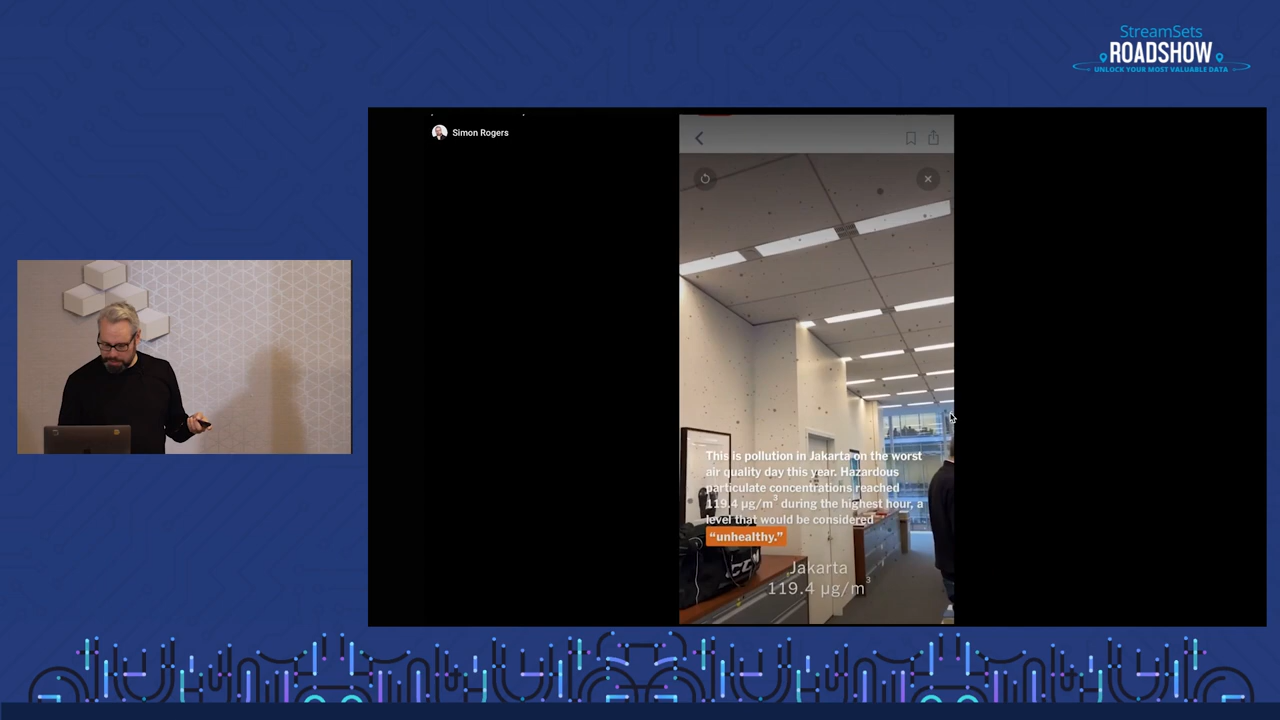 StreamSets
ROADSHOW
UNLOCK YOUR MOST VALUABLE DATA
Simon Rogers
This is pollution in Jakarta on the worst
air quality day this year. Hazardous
particulate concentrations reached
119.4 µg/m³ during the highest hour, a
level that would be considered
“unhealthy.”
CCM
Jakarta
119.4 µg/m³